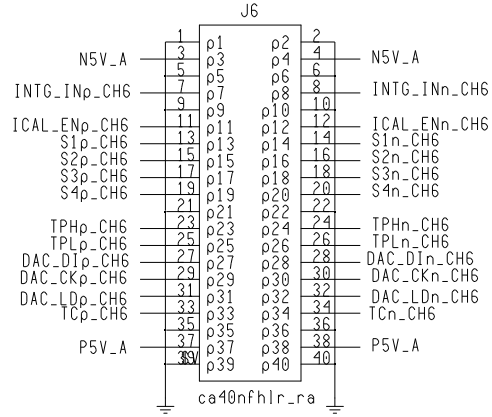 J6
1 p1 p2 2
N5V_A 3 p3 p4 4 N5V_A
5 p5 p6 6
INTG_INp_CH6 7 p7 p8 8 INTG_INn_CH6
9 p9 p10 10
ICAL_ENp_CH6 11 p11 p12 12 ICAL_ENn_CH6
S1p_CH6 13 p13 p14 14 S1n_CH6
S2p_CH6 15 p15 p16 16 S2n_CH6
S3p_CH6 17 p17 p18 18 S3n_CH6
S4p_CH6 19 p19 p20 20 S4n_CH6
21 p21 p22 22
TPHp_CH6 23 p23 p24 24 TPHn_CH6
TPLp_CH6 25 p25 p26 26 TPLn_CH6
DAC_DIp_CH6 27 p27 p28 28 DAC_DIn_CH6
DAC_CKp_CH6 29 p29 p30 30 DAC_CKn_CH6
DAC_LDp_CH6 31 p31 p32 32 DAC_LDn_CH6
TCp_CH6 33 p33 p34 34 TCn_CH6
35 p35 p36 36
P5V_A 37 p37 p38 38 P5V_A
39 p39 p40 40
ca40nfhlr_ra